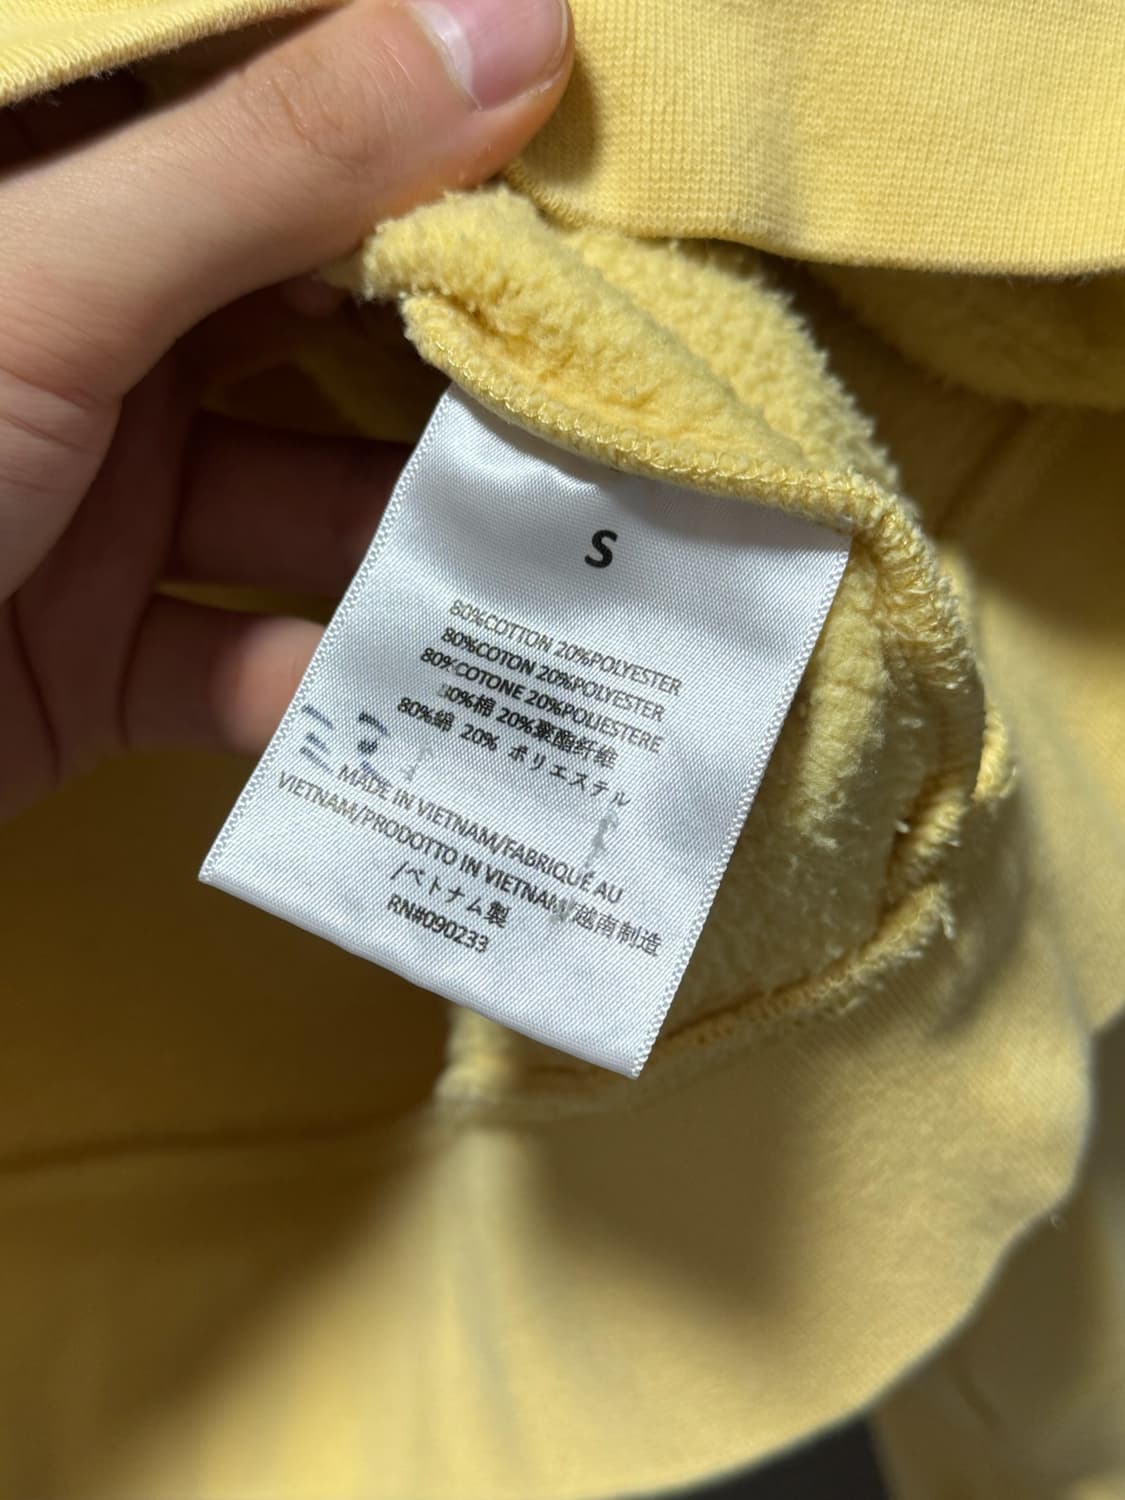 S
80%COTTON 20%POLYESTER
80%COTON 20%POLYESTER
80%COTONE 20%POLIESTERE
80%棉 20%聚酯纤维
80%綿 20% ポリエステル
MADE IN VIETNAM/FABRIQUÉ AU
VIETNAM/PRODOTTO IN VIETNAM/越南制造
/ベトナム製
RN#090233